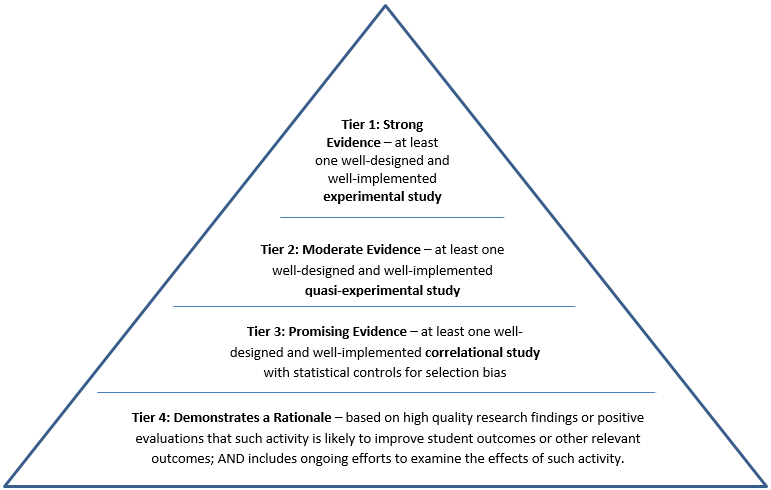 Tier 1: Strong
Evidence – at least
one well-designed and
well-implemented
experimental study
Tier 2: Moderate Evidence – at least one
well-designed and well-implemented
quasi-experimental study
Tier 3: Promising Evidence – at least one well-
designed and well-implemented correlational study
with statistical controls for selection bias
Tier 4: Demonstrates a Rationale – based on high quality research findings or positive
evaluations that such activity is likely to improve student outcomes or other relevant
outcomes; AND includes ongoing efforts to examine the effects of such activity.